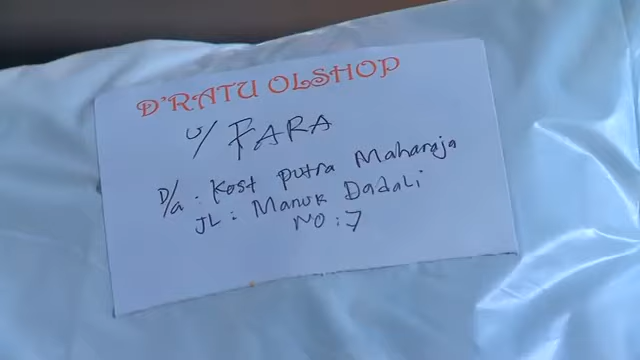 D'RATU OLSHOP
U/ FARA
D/a : Kost putra Maharaja
JL : Manuk Dadali
NO : 7